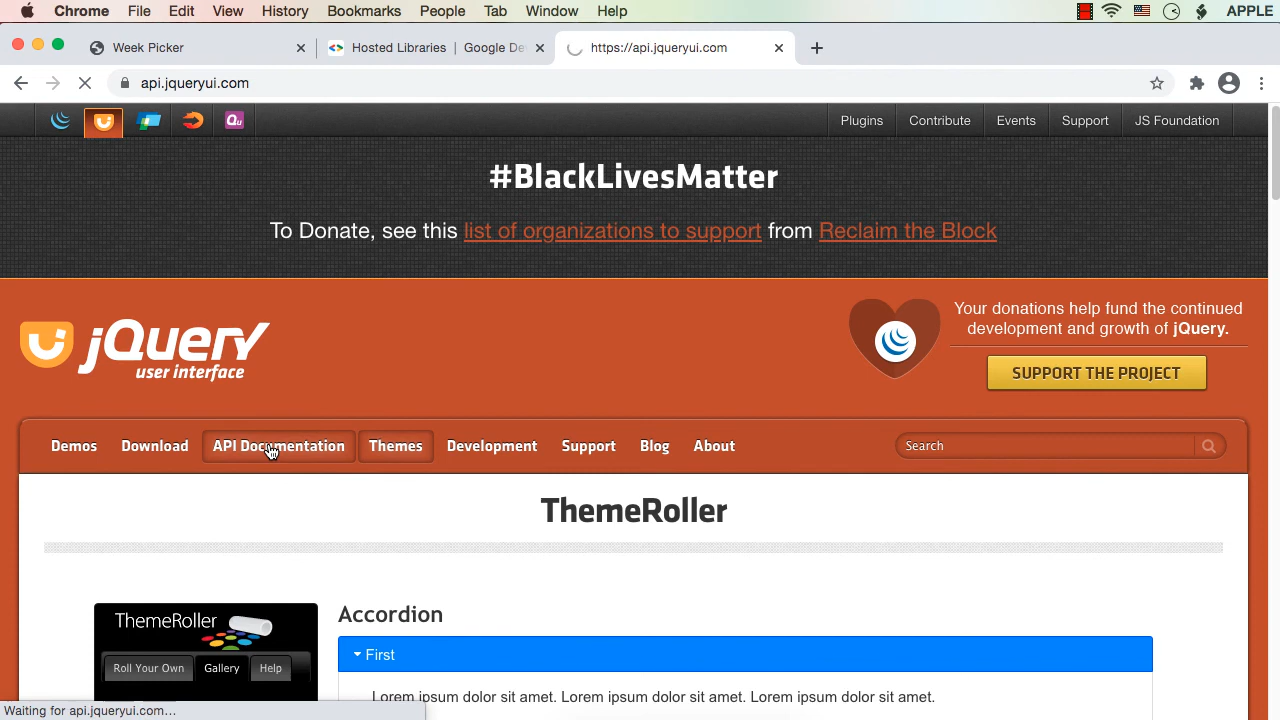 Chrome File Edit View History Bookmarks People Tab Window Help APPLE
Week Picker Hosted Libraries | Google De https://api.jqueryui.com
api.jqueryui.com
Qu Plugins Contribute Events Support JS Foundation
#BlackLivesMatter
To Donate, see this list of organizations to support from Reclaim the Block
jQuery
user interface
Your donations help fund the continued
development and growth of jQuery.
SUPPORT THE PROJECT
Demos Download API Documentation Themes Development Support Blog About Search
ThemeRoller
ThemeRoller
Roll Your Own Gallery Help
Accordion
First
Lorem ipsum dolor sit amet. Lorem ipsum dolor sit amet. Lorem ipsum dolor sit amet.
Waiting for api.jqueryui.com...